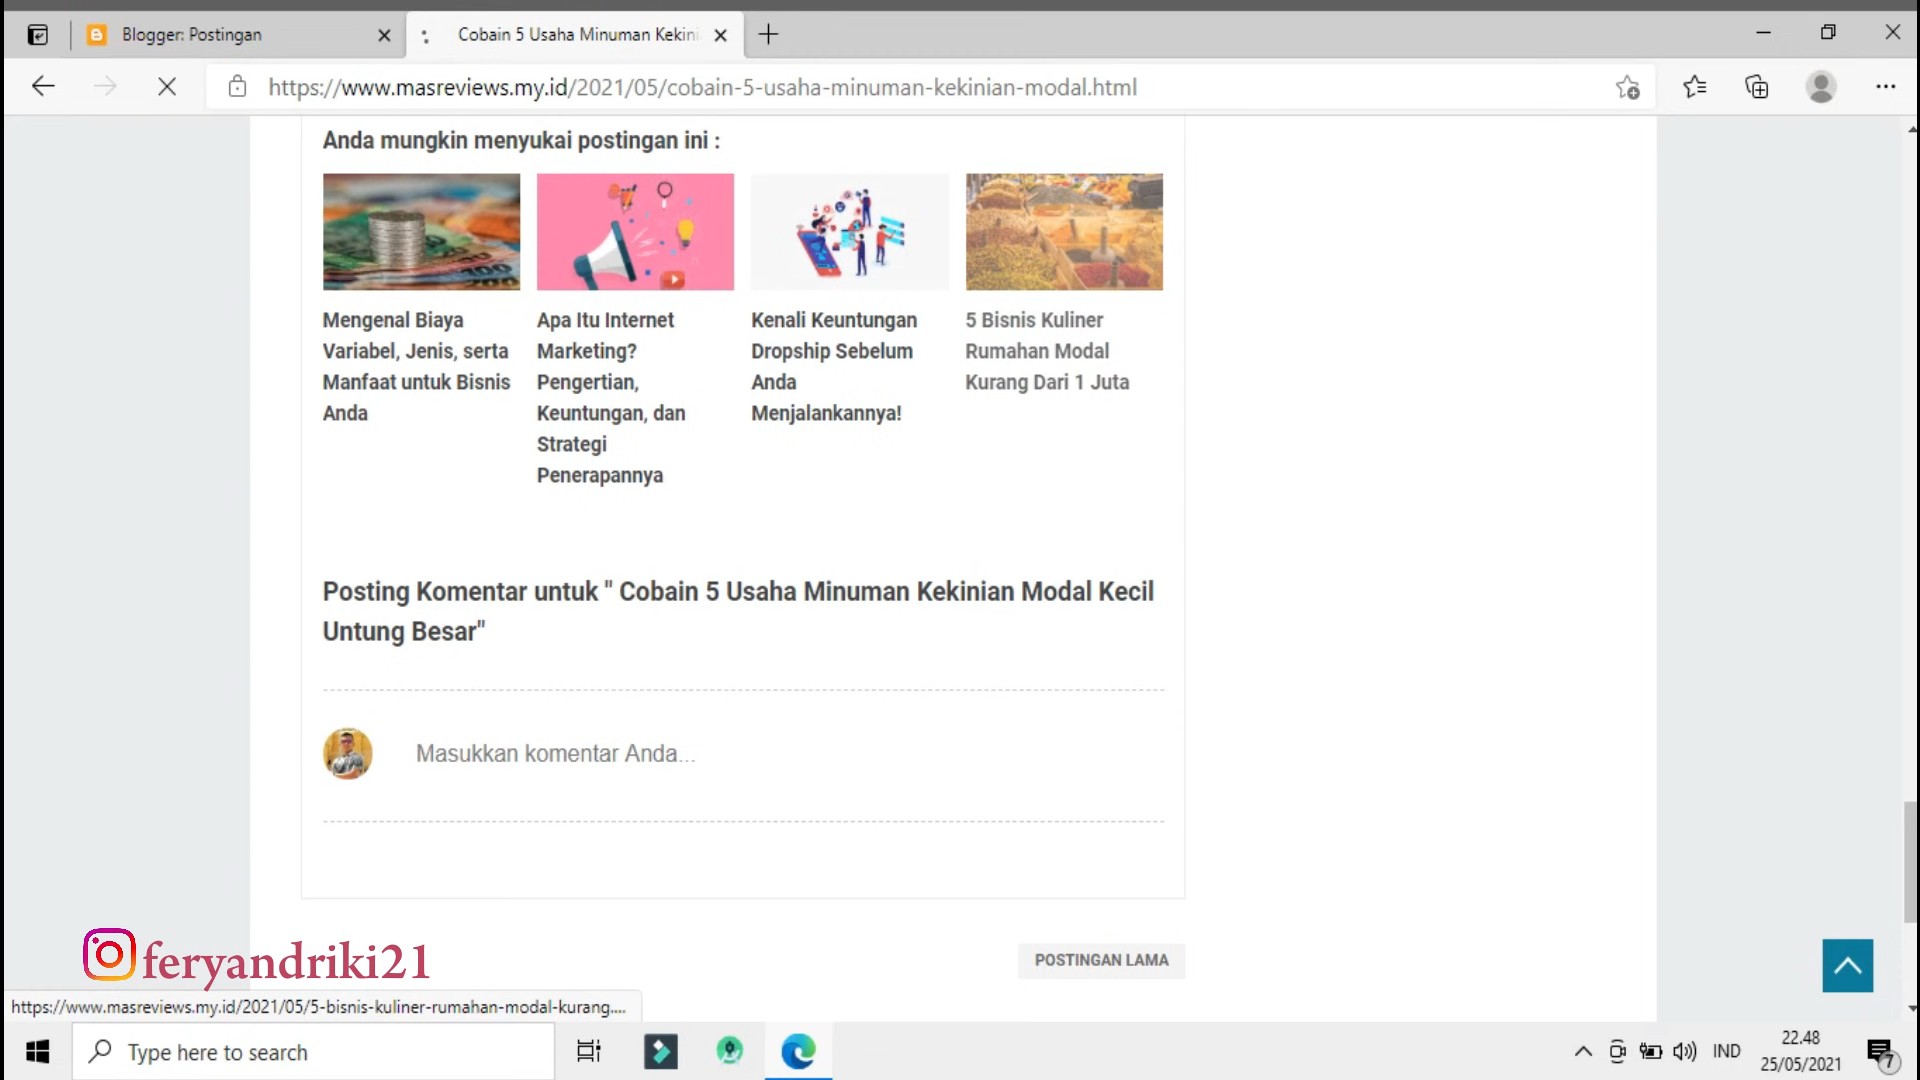 Blogger: Postingan
Cobain 5 Usaha Minuman Kekini
https://www.masreviews.my.id/2021/05/cobain-5-usaha-minuman-kekinian-modal.html
Anda mungkin menyukai postingan ini :
Mengenal Biaya
Variabel, Jenis, serta
Manfaat untuk Bisnis
Anda
Apa Itu Internet
Marketing?
Pengertian,
Keuntungan, dan
Strategi
Penerapannya
Kenali Keuntungan
Dropship Sebelum
Anda
Menjalankannya!
5 Bisnis Kuliner
Rumahan Modal
Kurang Dari 1 Juta
Posting Komentar untuk " Cobain 5 Usaha Minuman Kekinian Modal Kecil
Untung Besar"
Masukkan komentar Anda...
POSTINGAN LAMA
feryandriki21
https://www.masreviews.my.id/2021/05/5-bisnis-kuliner-rumahan-modal-kurang....
Type here to search
IND
22.48
25/05/2021
7